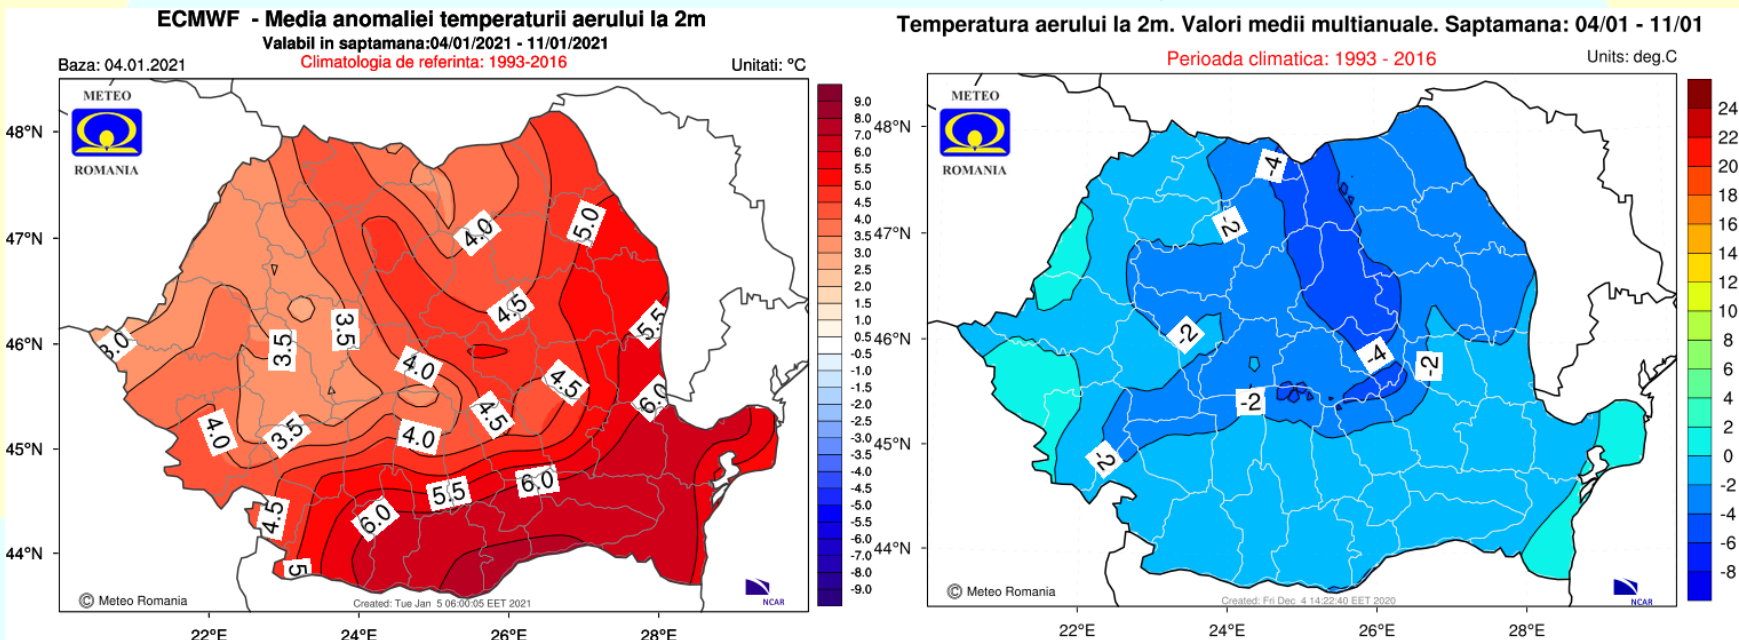 ECMWF - Media anomaliei temperaturii aerului la 2m
Valabil in saptamana:04/01/2021 - 11/01/2021
Baza: 04.01.2021
Climatologia de referinta: 1993-2016
Unitati: ºC
METEO
ROMANIA
48°N
47°N
46°N
45°N
44°N
22°E
24°E
26°E
28°E
4.0
5.0
4.5
5.5
3.0
3.5
3.5
4.0
4.5
6.0
4.5
4.0
3.5
4.0
5.5
6.0
6.0
4.5
5
9.0
8.0
7.0
6.0
5.5
5.0
4.5
4.0
3.5
3.0
2.5
2.0
1.5
1.0
0.5
-0.5
-1.0
-1.5
-2.0
-2.5
-3.0
-3.5
-4.0
-4.5
-5.0
-5.5
-6.0
-7.0
-8.0
-9.0
© Meteo Romania
Created: Tue Jan 5 06:00:05 EET 2021
NCAR
Temperatura aerului la 2m. Valori medii multianuale. Saptamana: 04/01 - 11/01
Perioada climatica: 1993 - 2016
Units: deg.C
METEO
ROMANIA
48°N
47°N
46°N
45°N
44°N
22°E
24°E
26°E
28°E
-4
-2
-2
-4
-2
-2
-2
24
22
20
18
16
14
12
10
8
6
4
2
0
-2
-4
-6
-8
© Meteo Romania
Created: Fri Dec 4 14:22:40 EET 2020
NCAR